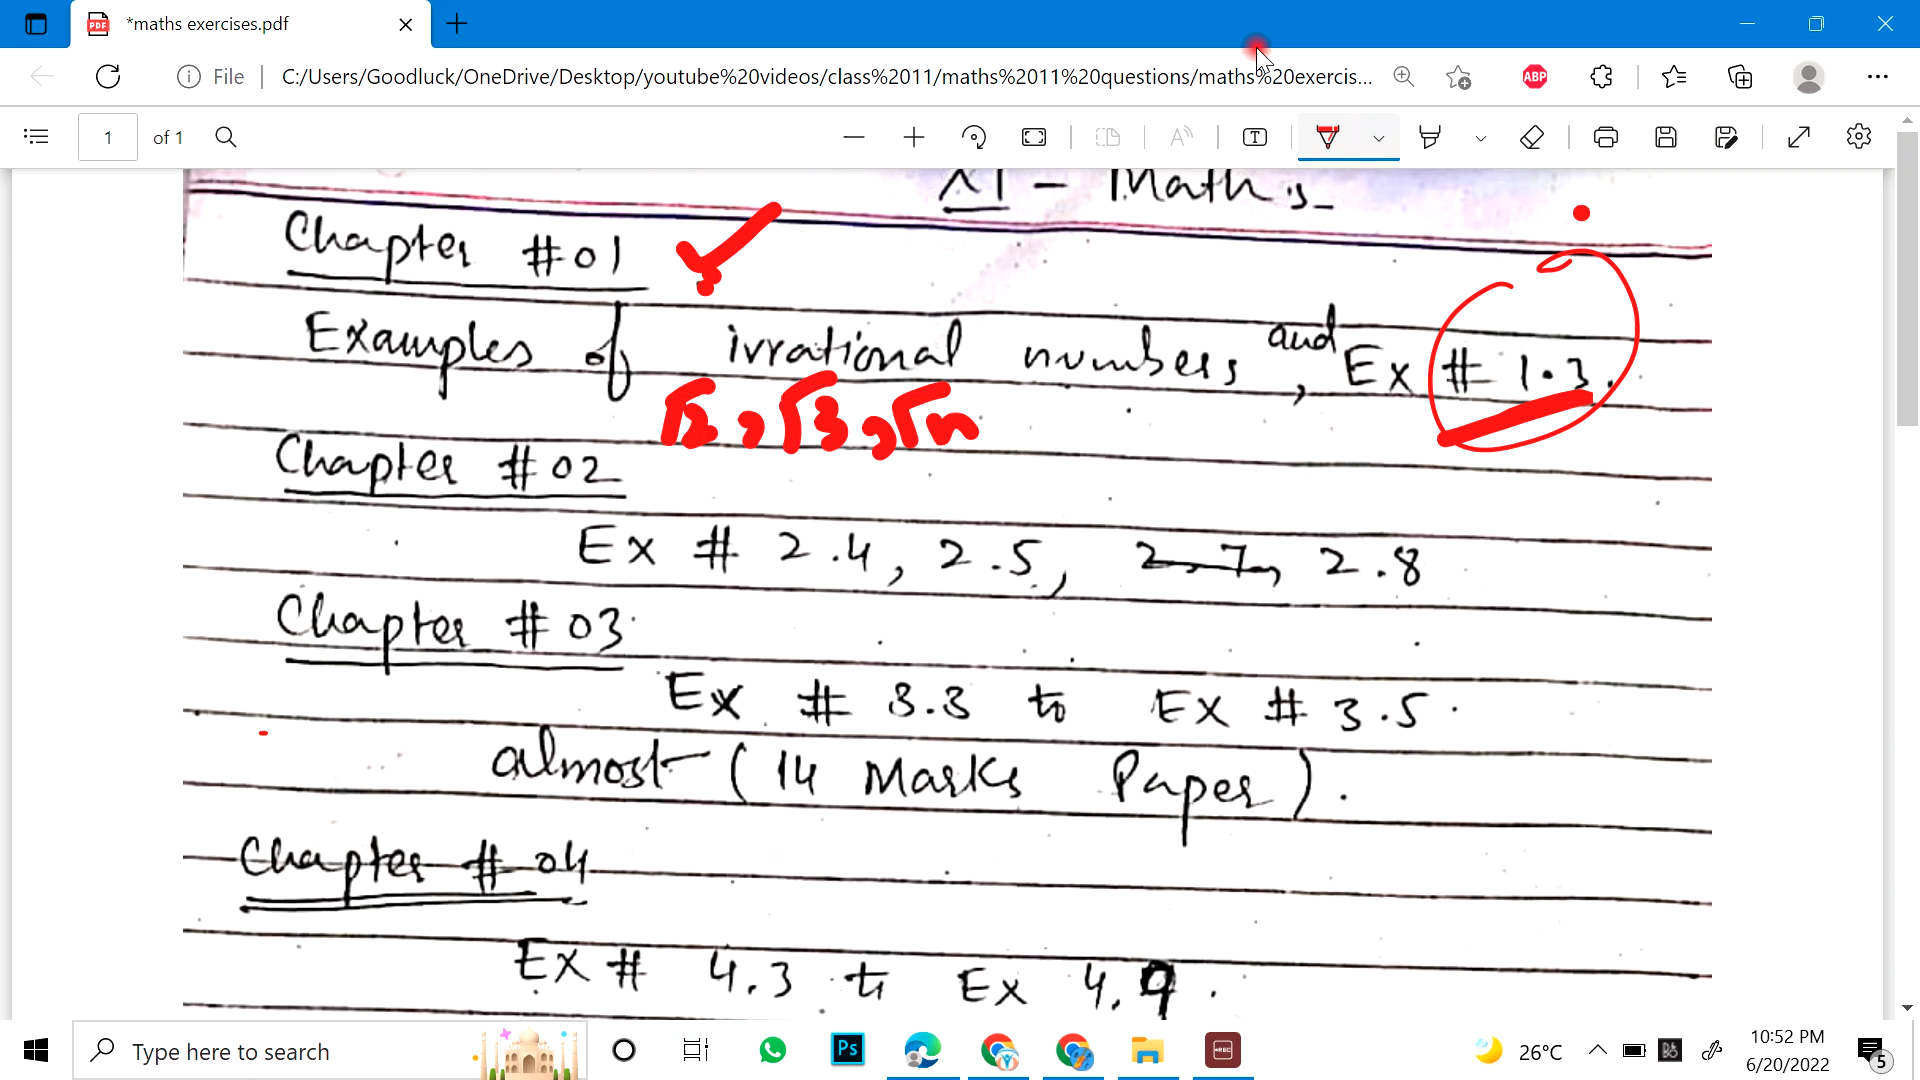 *maths exercises.pdf
File
C:/Users/Goodluck/OneDrive/Desktop/youtube%20videos/class%2011/maths%2011%20questions/maths%20exercis...
ABP
1 of 1
XI - Maths
Chapter #01
Examples of irrational numbers, and Ex # 1.3.
√2, √3, √n
Chapter #02
Ex # 2.4, 2.5, 2.7, 2.8
Chapter #03
Ex # 3.3 to Ex # 3.5.
almost (14 Marks Paper).
Chapter # 04
Ex # 4.3 to Ex 4.9.
Type here to search
Ps
REC
26°C
10:52 PM
6/20/2022
5